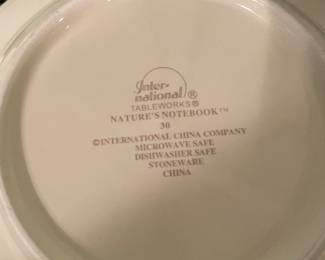 Inter-
national®
TABLEWORKS®
NATURE'S NOTEBOOK™
30
©INTERNATIONAL CHINA COMPANY
MICROWAVE SAFE
DISHWASHER SAFE
STONEWARE
CHINA